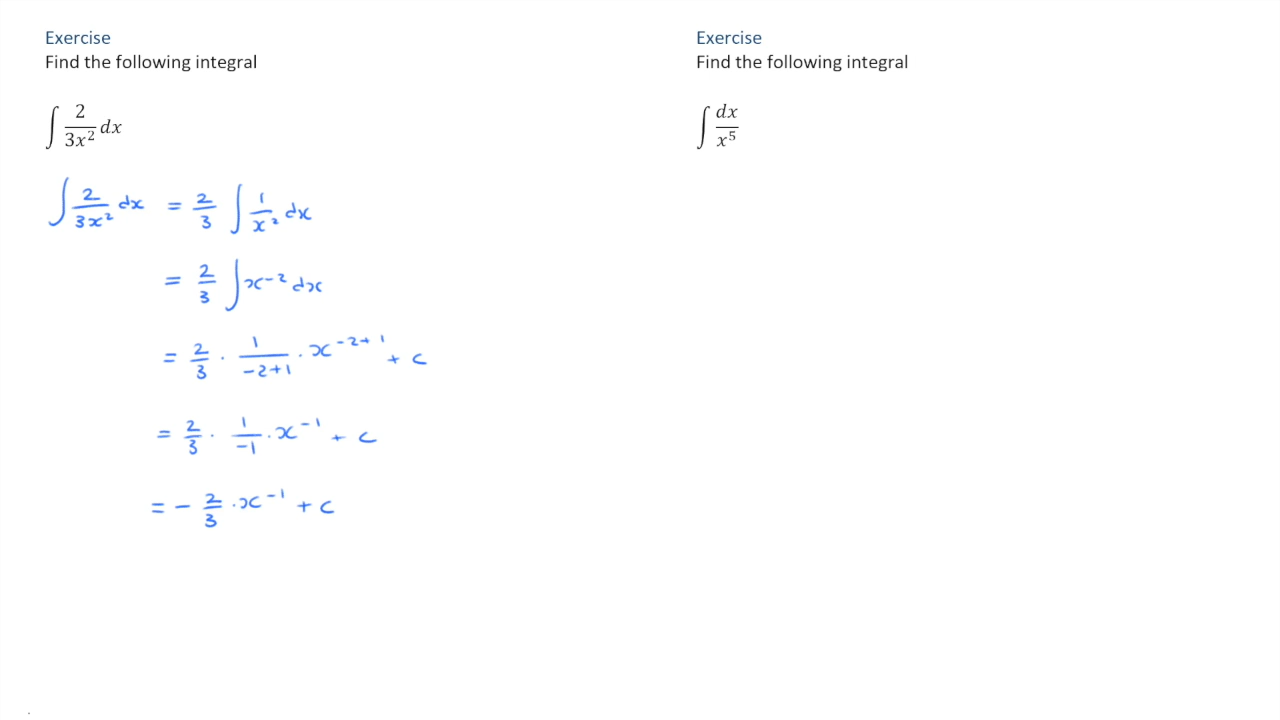 Exercise
Find the following integral
∫ 2/(3x²) dx
∫ 2/(3x²) dx = 2/3 ∫ 1/x² dx
= 2/3 ∫ x⁻² dx
= 2/3 · 1/(-2+1) · x⁻²⁺¹ + c
= 2/3 · 1/(-1) · x⁻¹ + c
= - 2/3 · x⁻¹ + c
Exercise
Find the following integral
∫ dx/x⁵